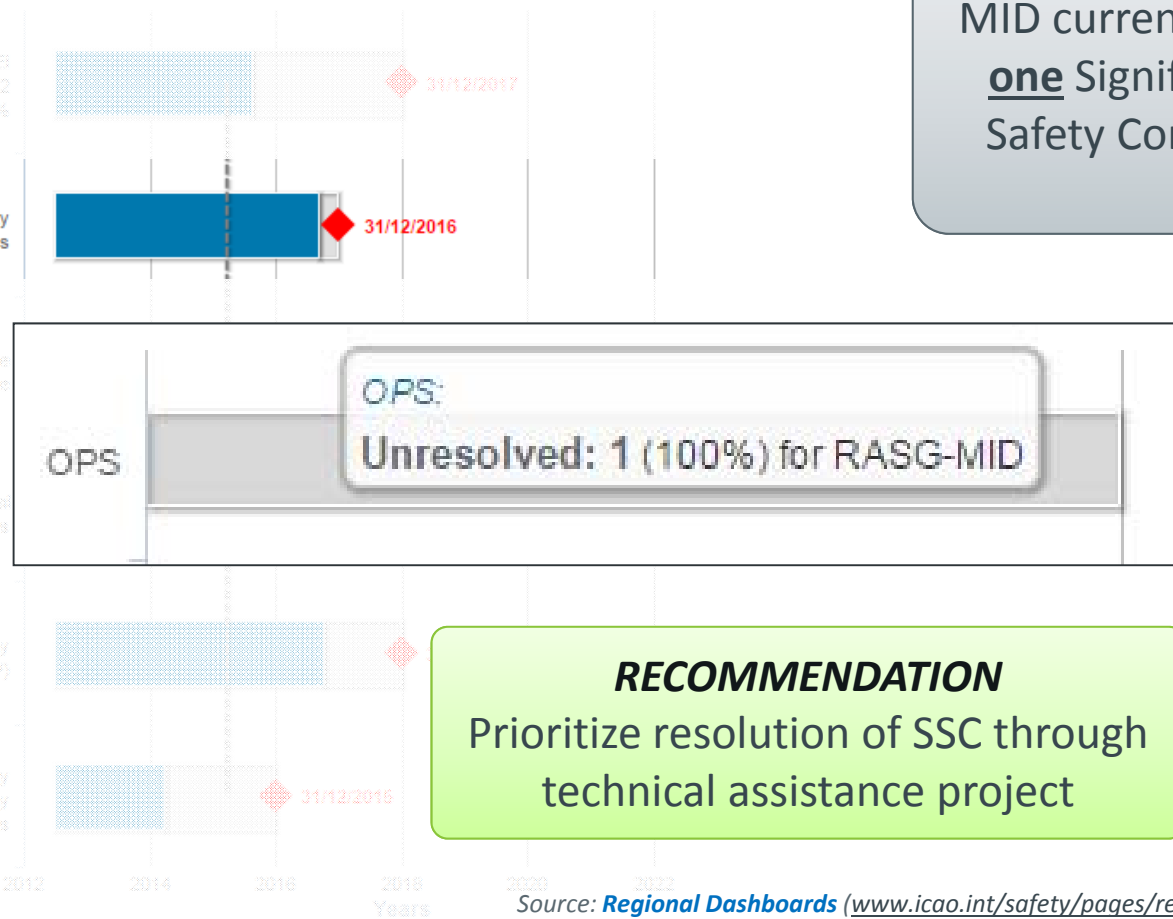 MID curren
one Signif
Safety Co
31/12/2017
31/12/2016
OPS
OPS:
Unresolved: 1 (100%) for RASG-MID
RECOMMENDATION
Prioritize resolution of SSC through
technical assistance project
31/12/2015
2012 2014 2016 2018 2020 2022
Years
Source: Regional Dashboards (www.icao.int/safety/pages/re